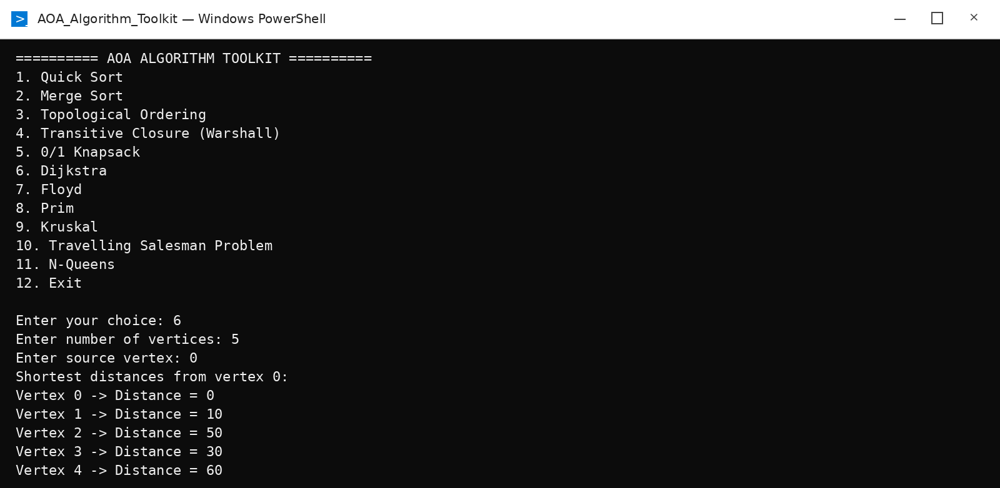 AOA_Algorithm_Toolkit — Windows PowerShell
========== AOA ALGORITHM TOOLKIT ==========
1. Quick Sort
2. Merge Sort
3. Topological Ordering
4. Transitive Closure (Warshall)
5. 0/1 Knapsack
6. Dijkstra
7. Floyd
8. Prim
9. Kruskal
10. Travelling Salesman Problem
11. N-Queens
12. Exit
Enter your choice: 6
Enter number of vertices: 5
Enter source vertex: 0
Shortest distances from vertex 0:
Vertex 0 -> Distance = 0
Vertex 1 -> Distance = 10
Vertex 2 -> Distance = 50
Vertex 3 -> Distance = 30
Vertex 4 -> Distance = 60